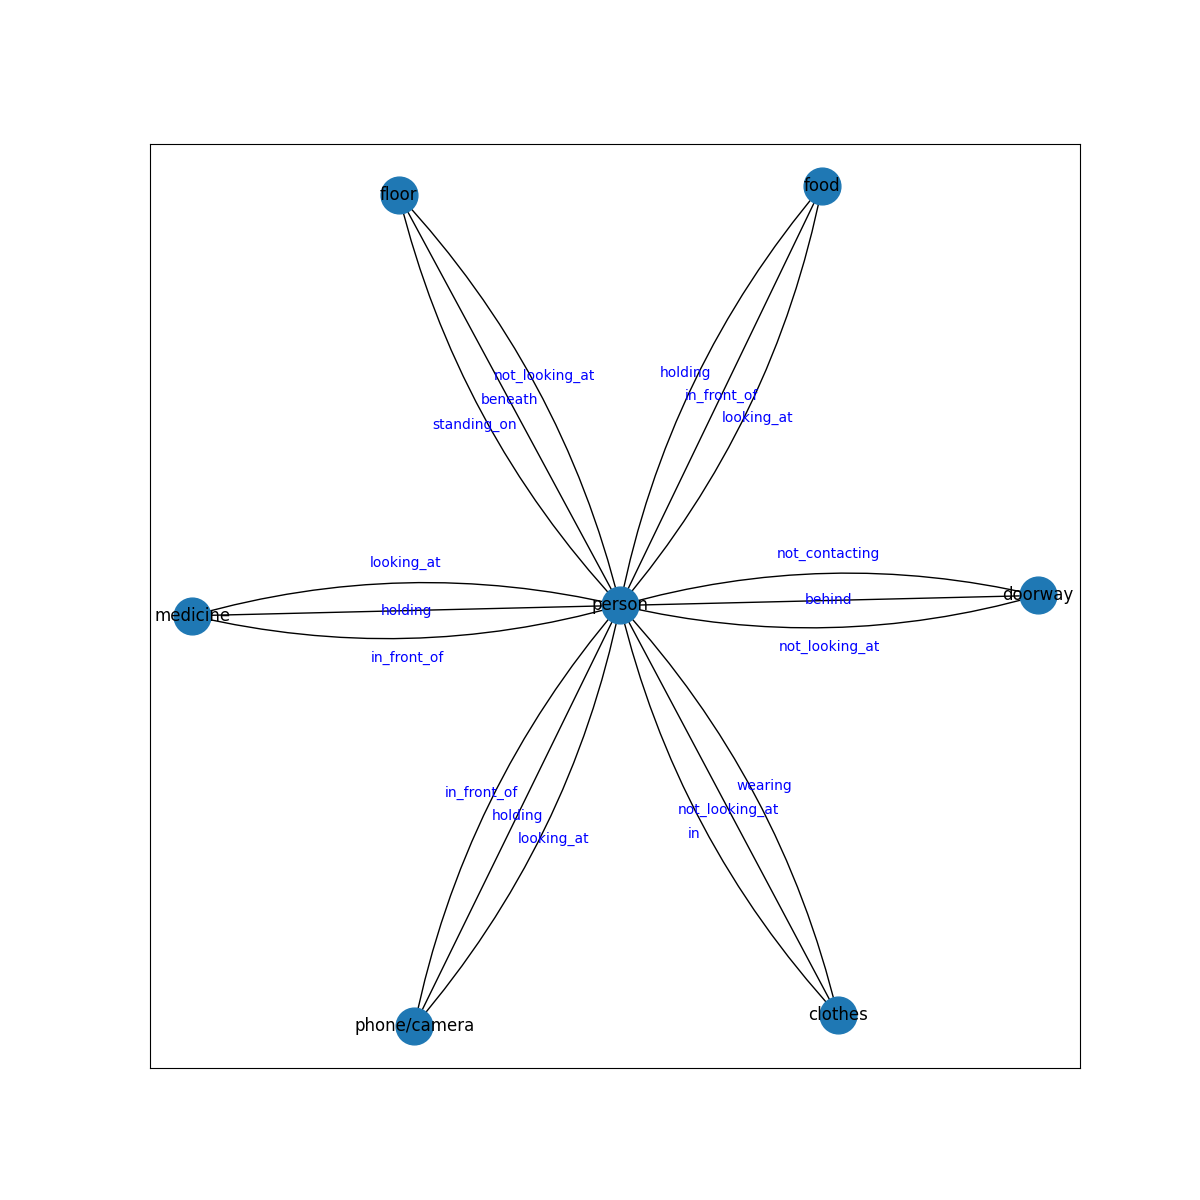 floor
food
not_looking_at
beneath
standing_on
holding
in_front_of
looking_at
looking_at
holding
in_front_of
medicine
person
not_contacting
behind
not_looking_at
doorway
in_front_of
holding
looking_at
wearing
not_looking_at
in
phone/camera
clothes